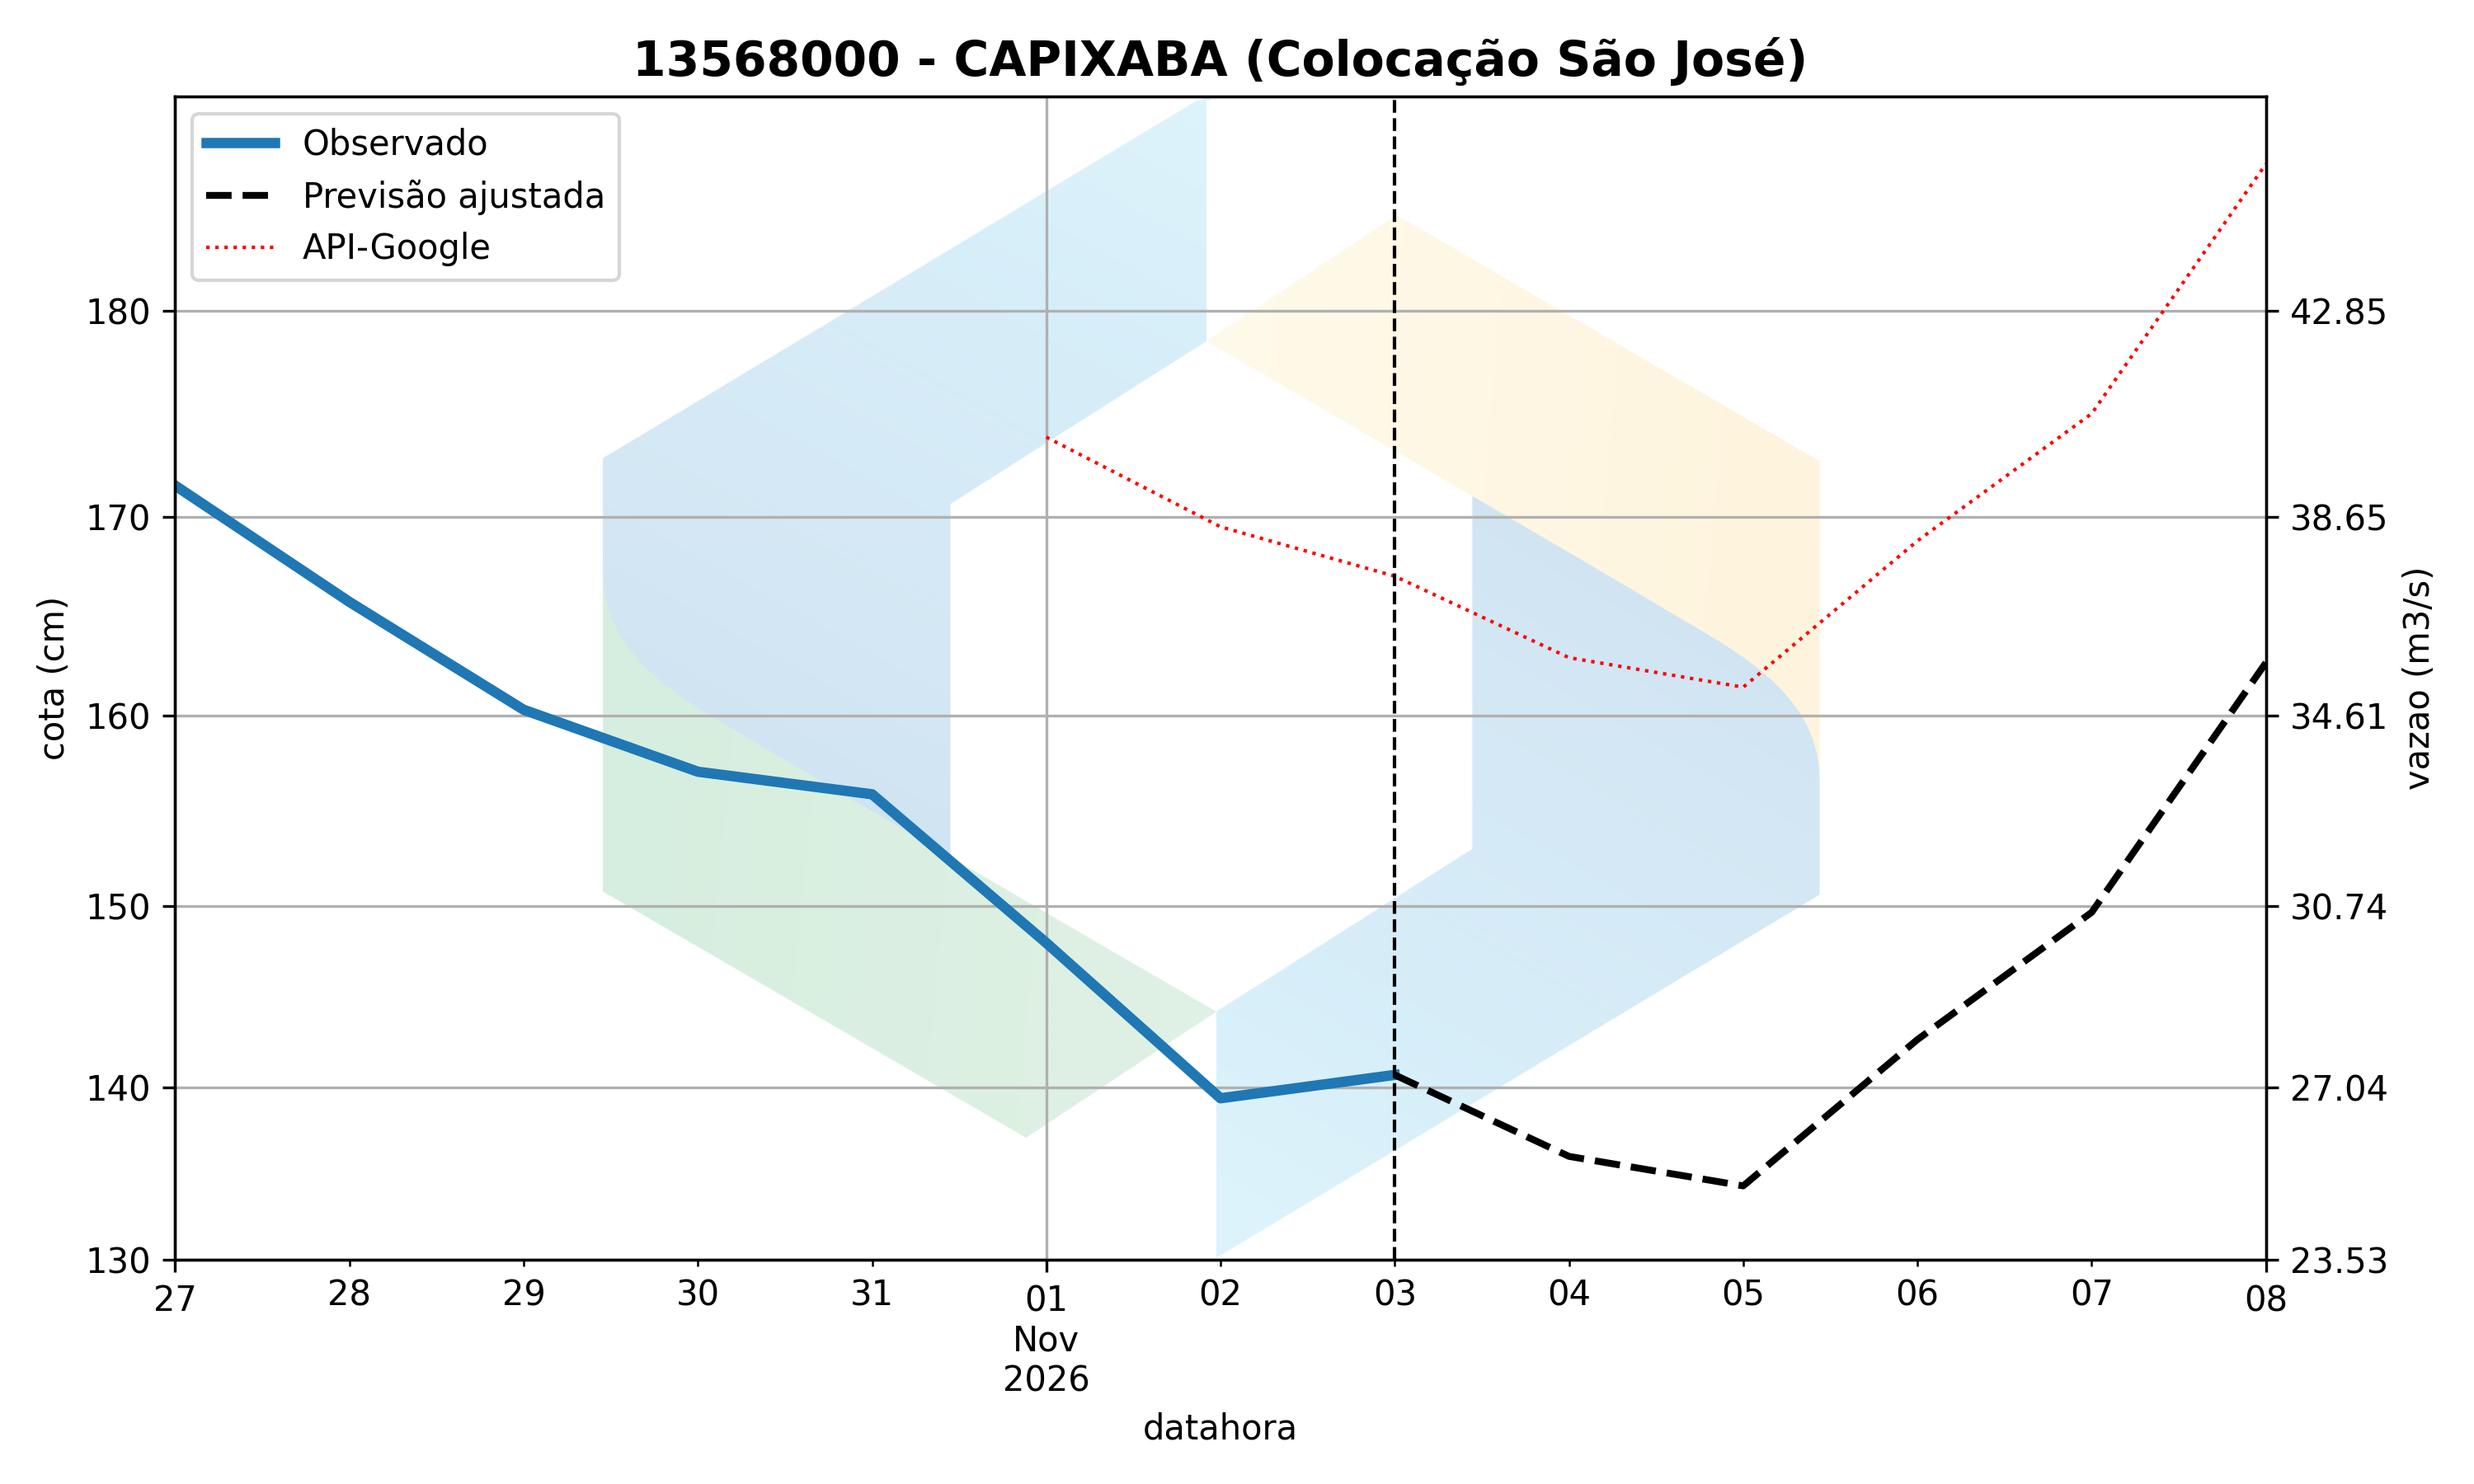 13568000 - CAPIXABA (Colocação São José)
Observado
Previsão ajustada
API-Google
cota (cm)
180
170
160
150
140
130
42.85
38.65
34.61
30.74
27.04
23.53
vazao (m3/s)
27 28 29 30 31 01 02 03 04 05 06 07 08
Nov
2026
datahora